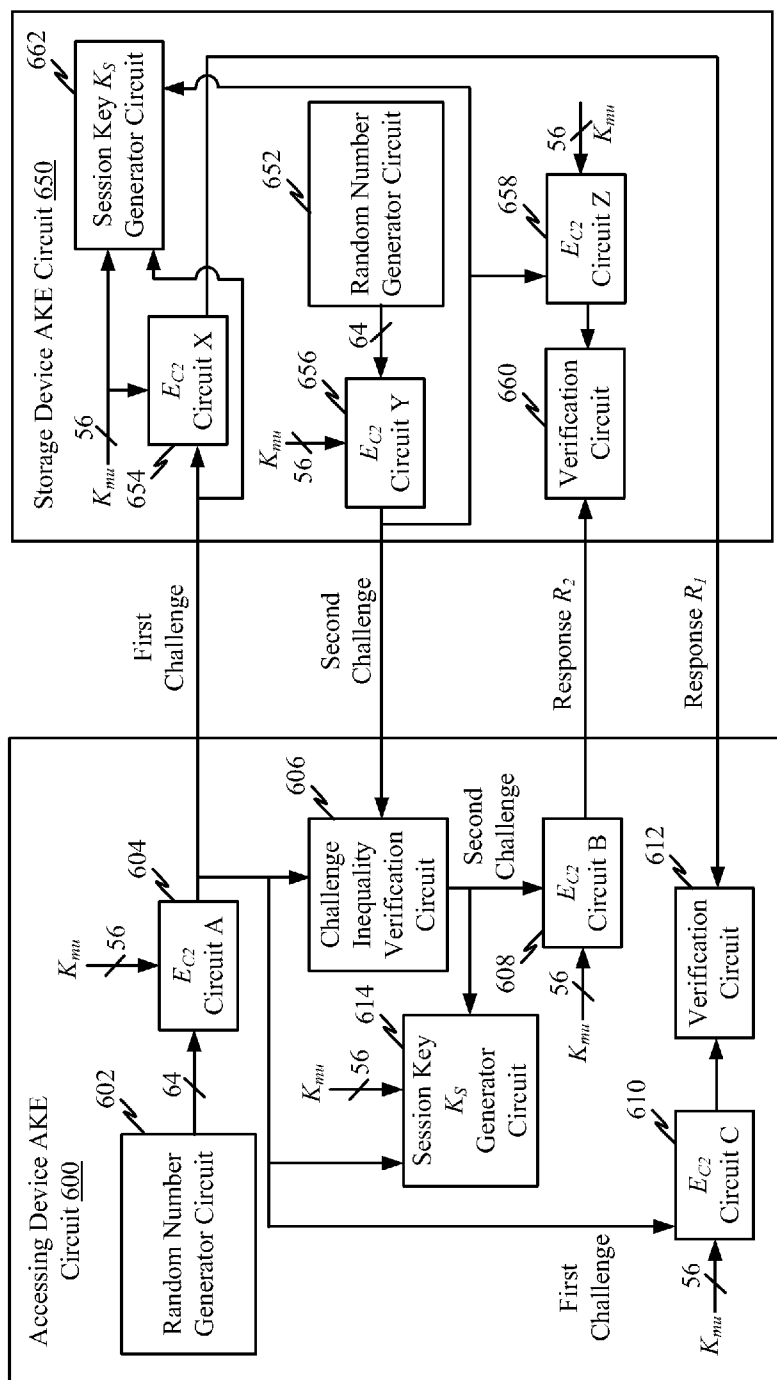 Accessing Device AKE
Circuit 600
602
Random Number
Generator Circuit
64
K_mu
56
604
E_C2
Circuit A
606
Challenge
Inequality
Verification
Circuit
Second
Challenge
K_mu
56
614
Session Key
K_S
Generator
Circuit
608
E_C2
Circuit B
56
K_mu
First
Challenge
610
E_C2
Circuit C
56
K_mu
612
Verification
Circuit
First
Challenge
Second
Challenge
Response R_2
Response R_1
Storage Device AKE Circuit 650
662
Session Key K_S
Generator Circuit
K_mu
56
654
E_C2
Circuit X
652
Random Number
Generator Circuit
64
656
K_mu
56
E_C2
Circuit Y
56
K_mu
658
E_C2
Circuit Z
660
Verification
Circuit